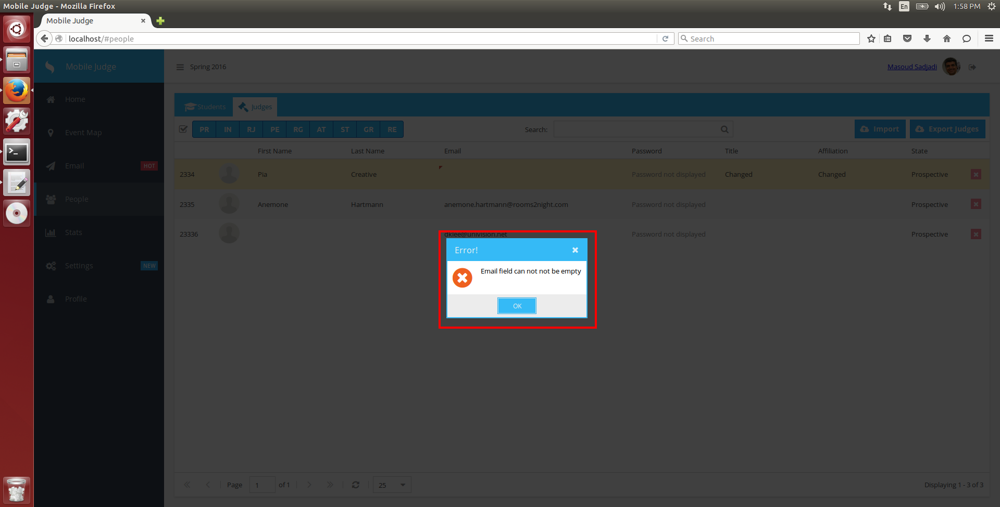 Mobile Judge - Mozilla Firefox
En
1:58 PM
Mobile Judge
localhost/#people
Search
Mobile Judge
Spring 2016
Masoud Sadjadi
Home
Event Map
Email HOT
People
Stats
Settings NEW
Profile
Students Judges
PR IN RJ PE RG AT ST GR RE
Search:
Import
Export Judges
First Name Last Name Email Password Title Affiliation State
2334 Pia Creative Password not displayed Changed Changed Prospective
2335 Anemone Hartmann anemone.hartmann@rooms2night.com Password not displayed Prospective
23336 dklee@univision.net Password not displayed Prospective
Error!
Email field can not not be empty
OK
Page 1 of 1
25
Displaying 1 - 3 of 3